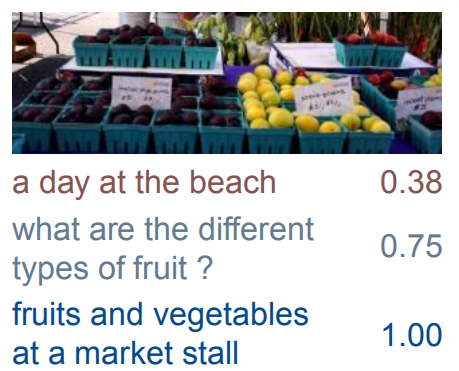 a day at the beach 0.38
what are the different
types of fruit ? 0.75
fruits and vegetables
at a market stall 1.00